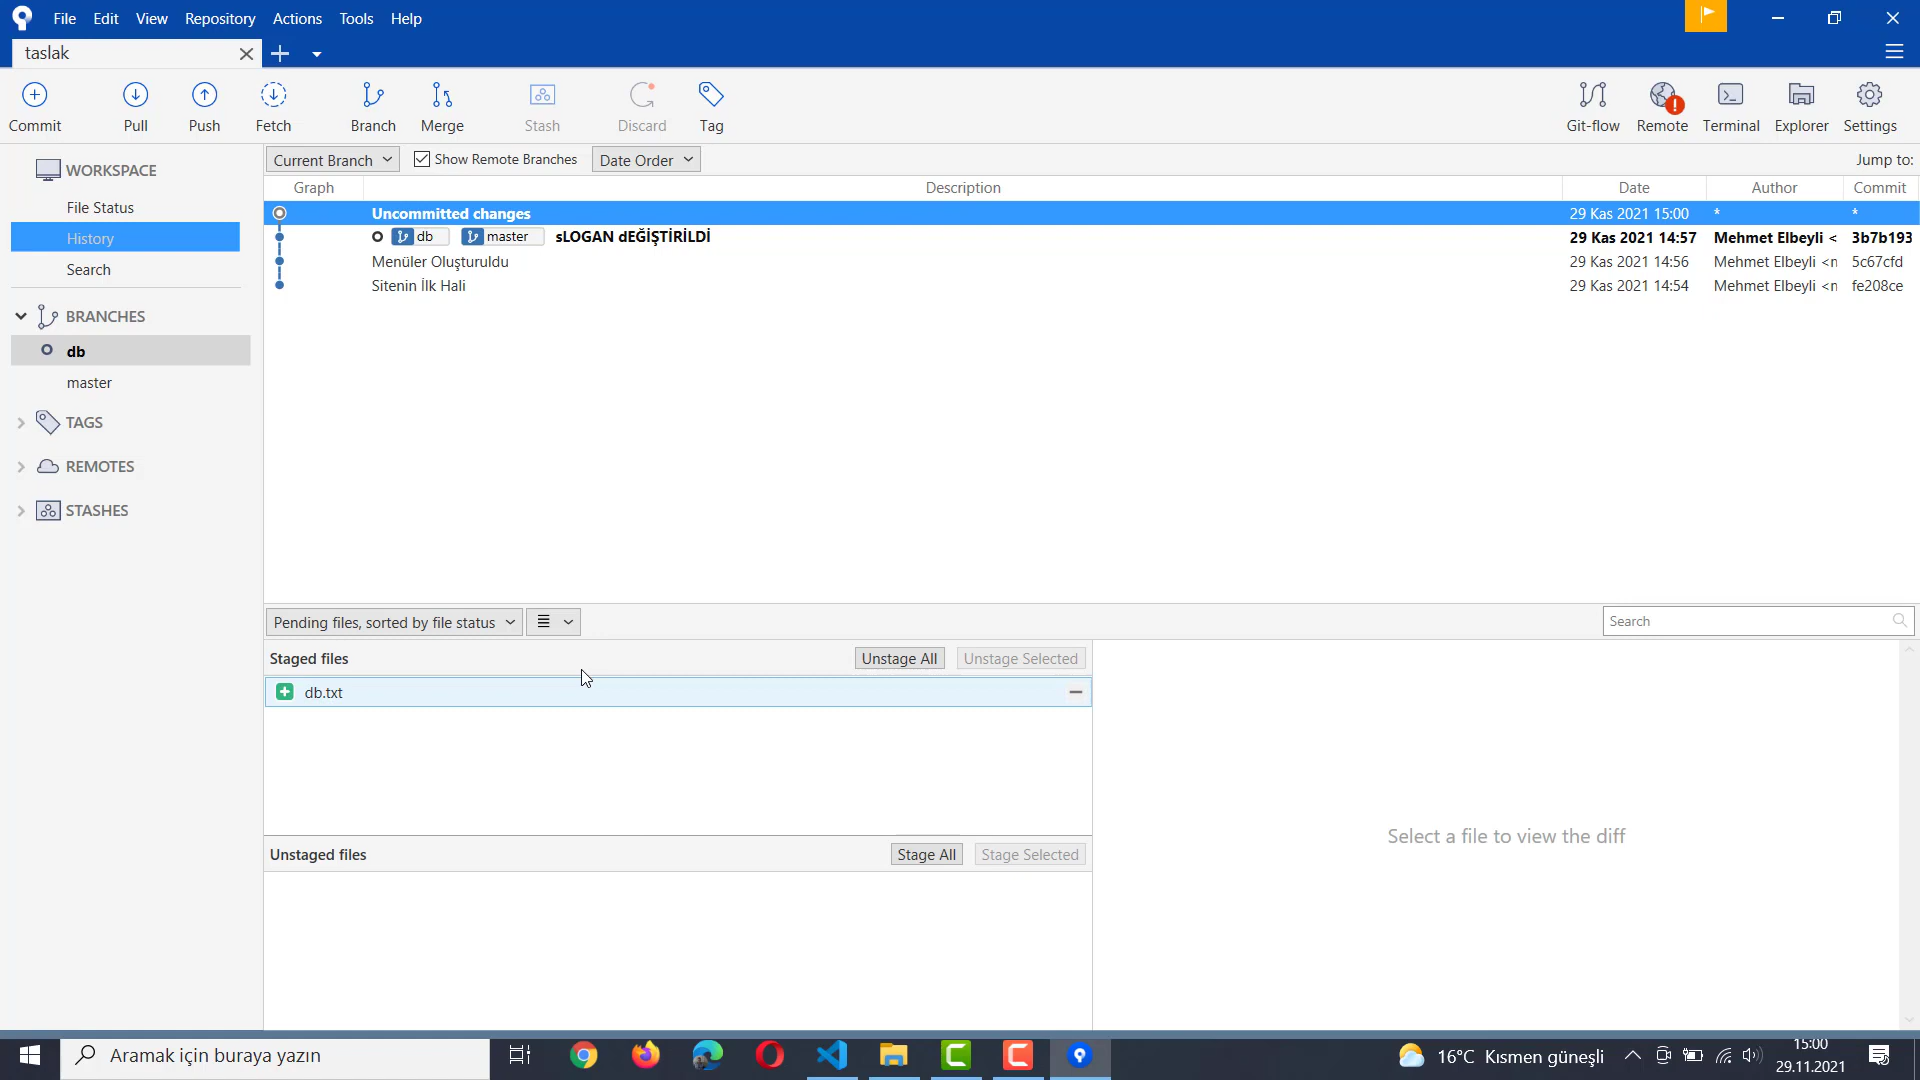 File Edit View Repository Actions Tools Help
taslak
Commit Pull Push Fetch Branch Merge Stash Discard Tag Git-flow Remote Terminal Explorer Settings
WORKSPACE
File Status
History
Search
BRANCHES
db
master
TAGS
REMOTES
STASHES
Current Branch Show Remote Branches Date Order Jump to:
Graph Description Date Author Commit
Uncommitted changes 29 Kas 2021 15:00 * *
db master sLOGAN dEĞİŞTİRİLDİ 29 Kas 2021 14:57 Mehmet Elbeyli < 3b7b193
Menüler Oluşturuldu 29 Kas 2021 14:56 Mehmet Elbeyli <n 5c67cfd
Sitenin İlk Hali 29 Kas 2021 14:54 Mehmet Elbeyli <n fe208ce
Pending files, sorted by file status Search
Staged files Unstage All Unstage Selected
db.txt
Select a file to view the diff
Unstaged files Stage All Stage Selected
Aramak için buraya yazın 16°C Kısmen güneşli 15:00
29.11.2021